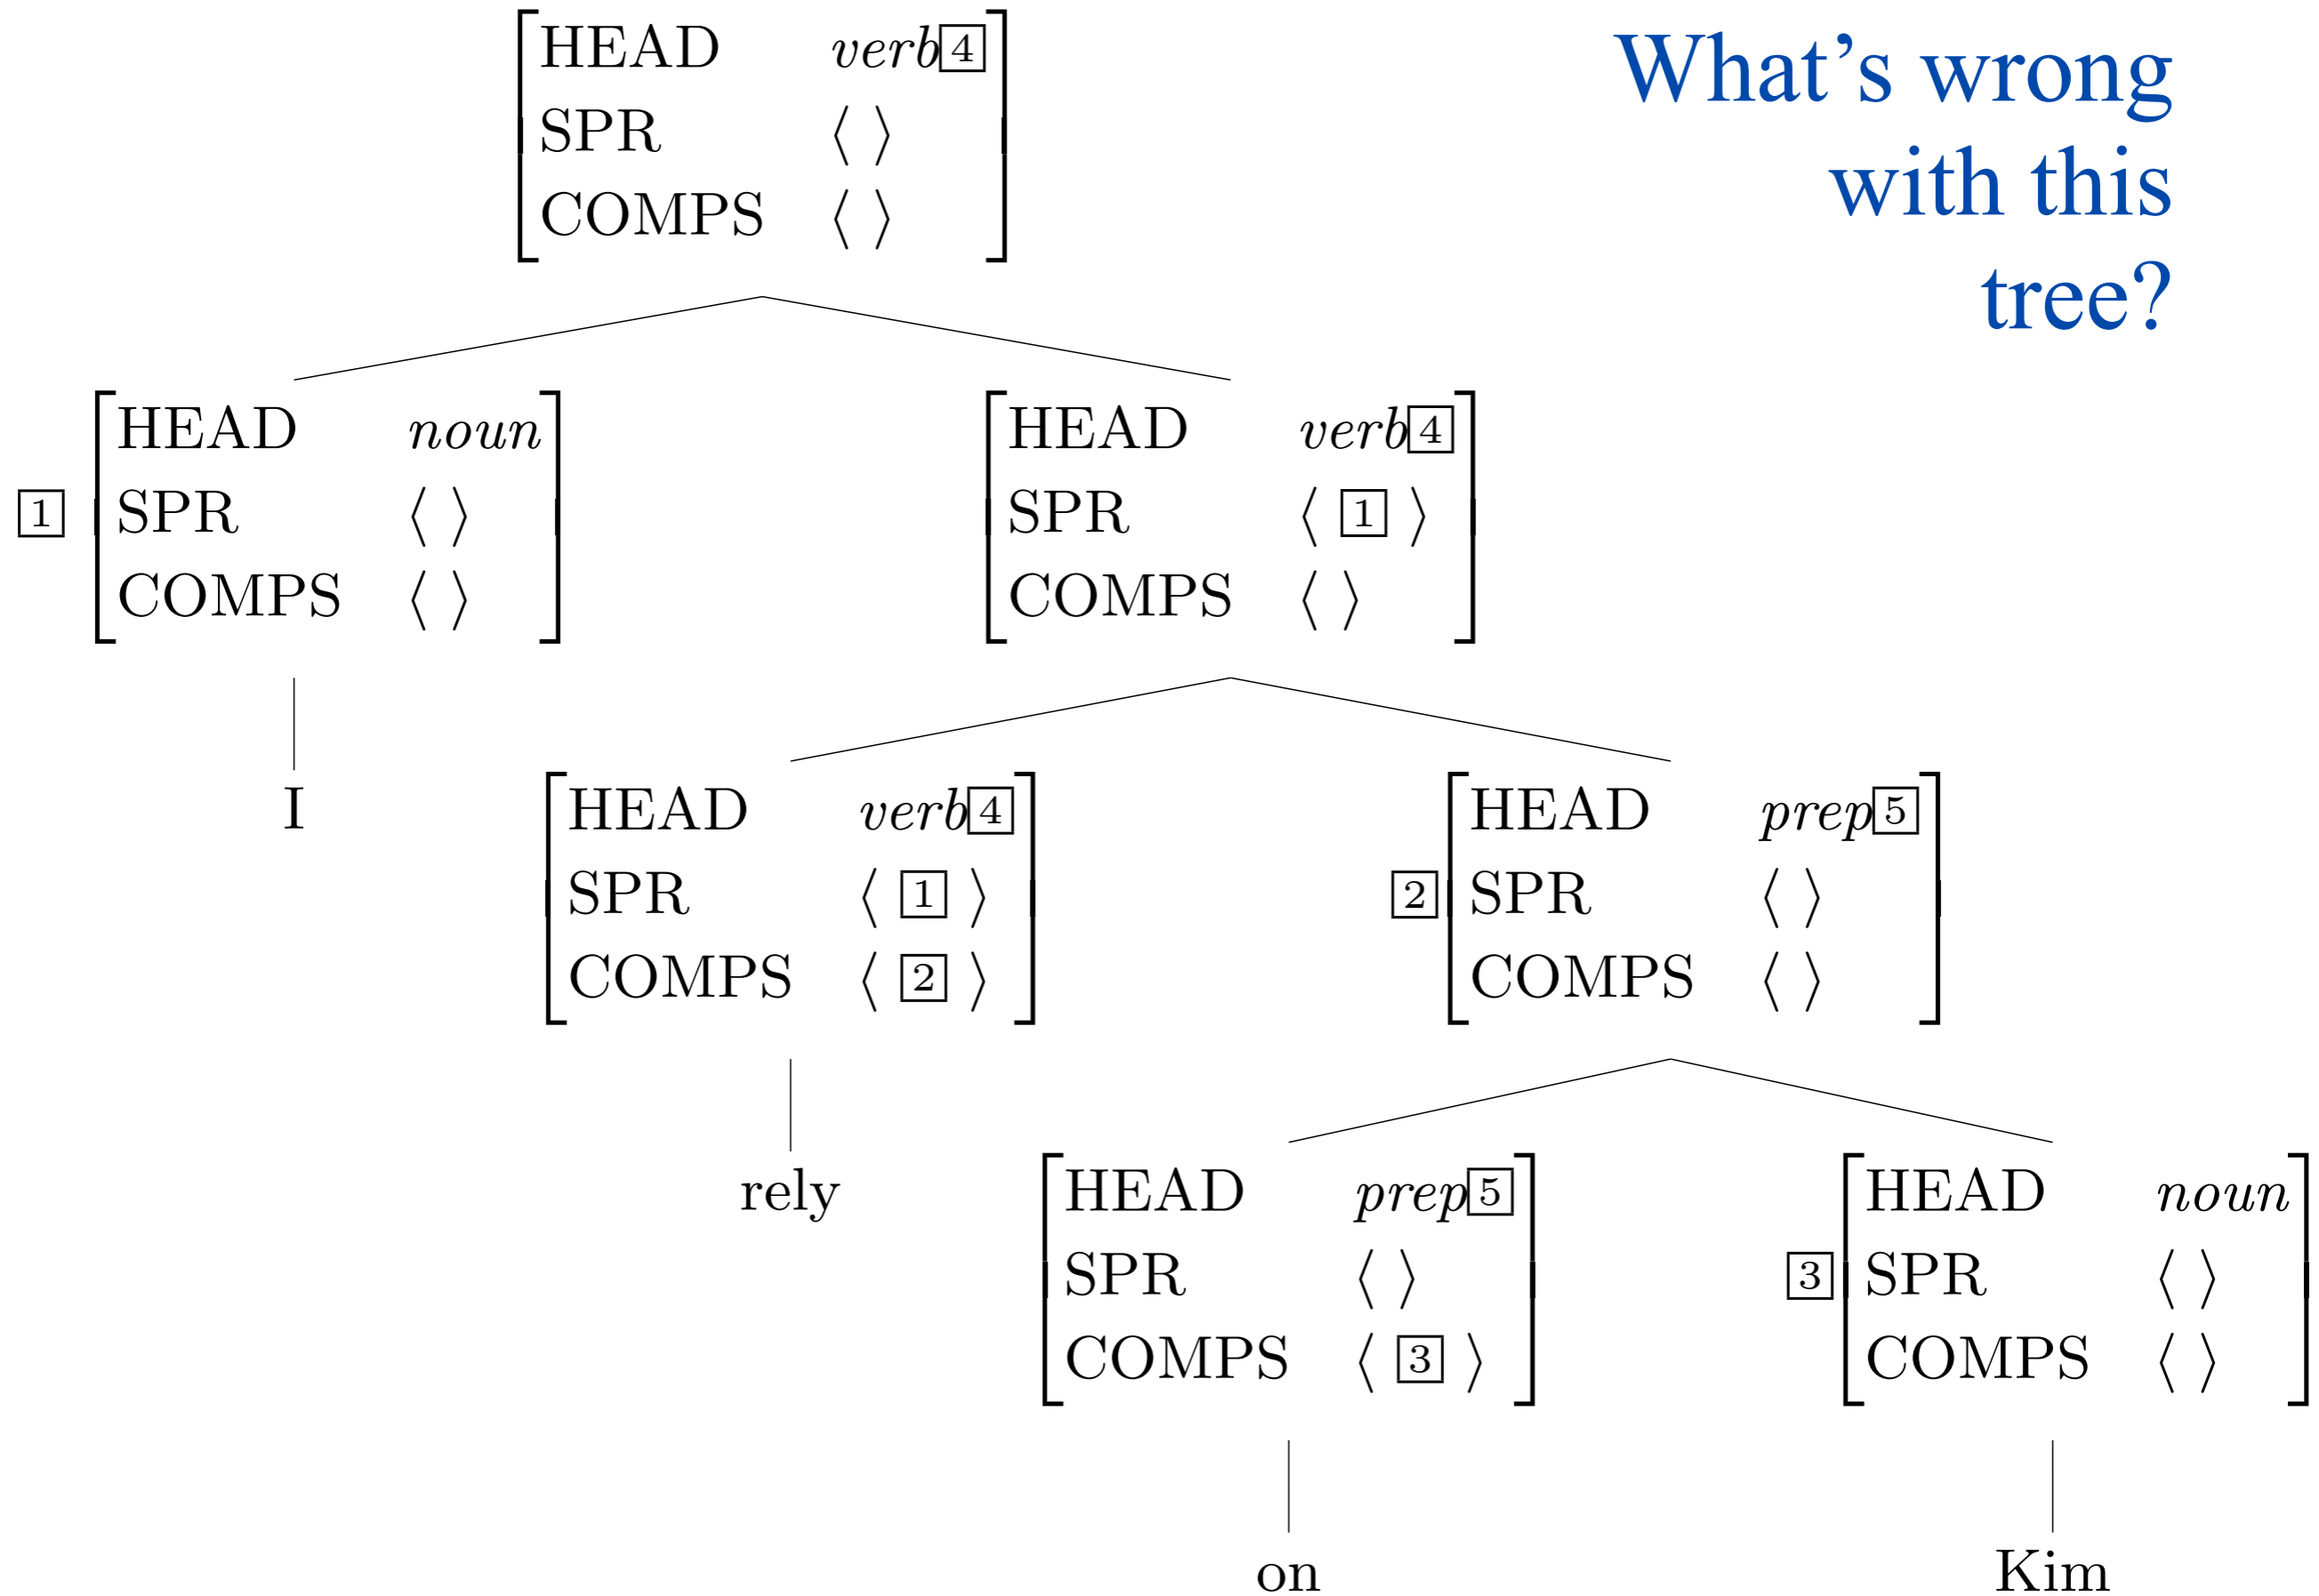 What's wrong
with this
tree?
HEAD verb 4
SPR ⟨ ⟩
COMPS ⟨ ⟩
1
HEAD noun
SPR ⟨ ⟩
COMPS ⟨ ⟩
HEAD verb 4
SPR ⟨ 1 ⟩
COMPS ⟨ ⟩
I
HEAD verb 4
SPR ⟨ 1 ⟩
COMPS ⟨ 2 ⟩
2
HEAD prep 5
SPR ⟨ ⟩
COMPS ⟨ ⟩
rely
HEAD prep 5
SPR ⟨ ⟩
COMPS ⟨ 3 ⟩
3
HEAD noun
SPR ⟨ ⟩
COMPS ⟨ ⟩
on
Kim